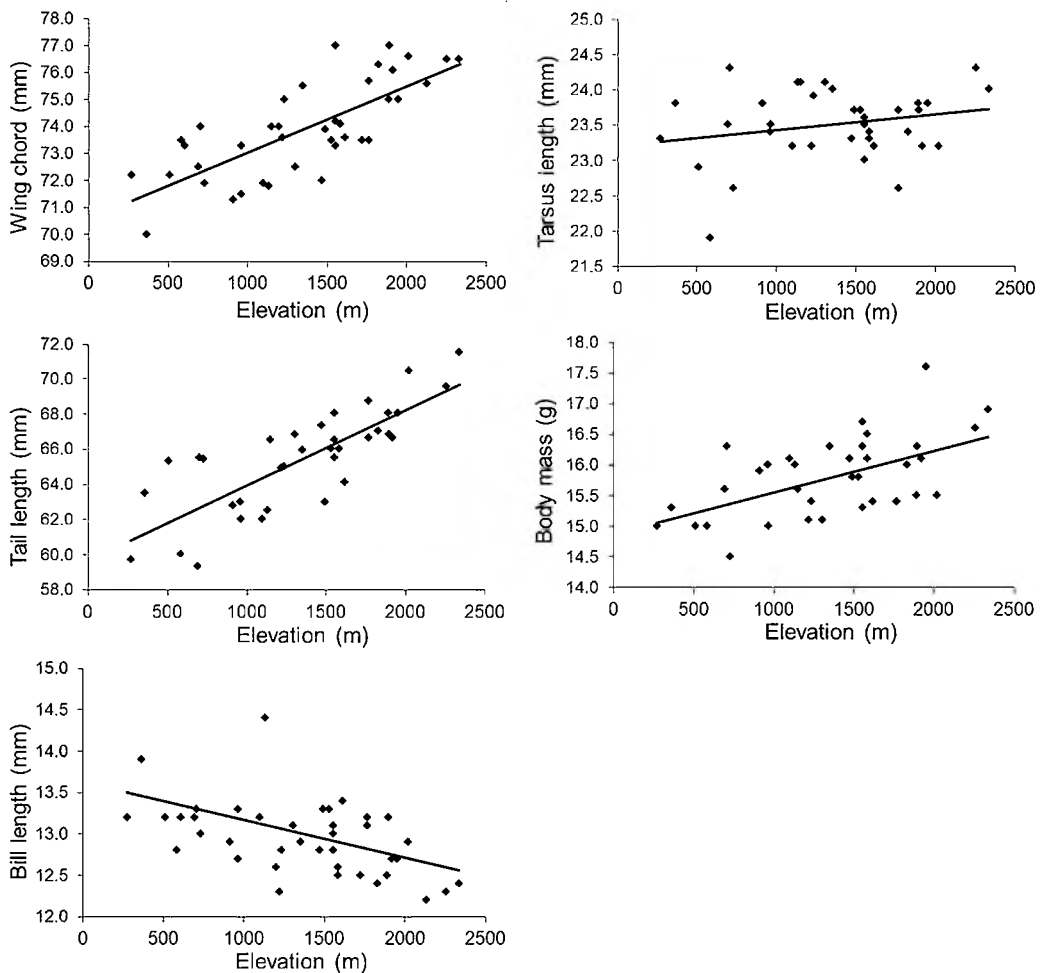 78.0
77.0
76.0
75.0
74.0
73.0
72.0
71.0
70.0
69.0
0 500 1000 1500 2000 2500
Wing chord (mm)
Elevation (m)
25.0
24.5
24.0
23.5
23.0
22.5
22.0
21.5
0 500 1000 1500 2000 2500
Tarsus length (mm)
Elevation (m)
72.0
70.0
68.0
66.0
64.0
62.0
60.0
58.0
0 500 1000 1500 2000 2500
Tail length (mm)
Elevation (m)
18.0
17.5
17.0
16.5
16.0
15.5
15.0
14.5
14.0
0 500 1000 1500 2000 2500
Body mass (g)
Elevation (m)
15.0
14.5
14.0
13.5
13.0
12.5
12.0
0 500 1000 1500 2000 2500
Bill length (mm)
Elevation (m)